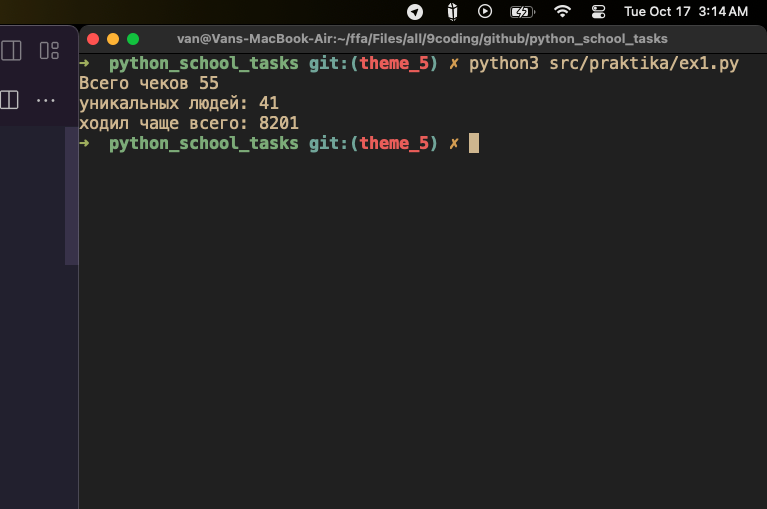 Tue Oct 17 3:14 AM
van@Vans-MacBook-Air:~/ffa/Files/all/9coding/github/python_school_tasks
➜ python_school_tasks git:(theme_5) ✗ python3 src/praktika/ex1.py
Всего чеков 55
уникальных людей: 41
ходил чаще всего: 8201
➜ python_school_tasks git:(theme_5) ✗